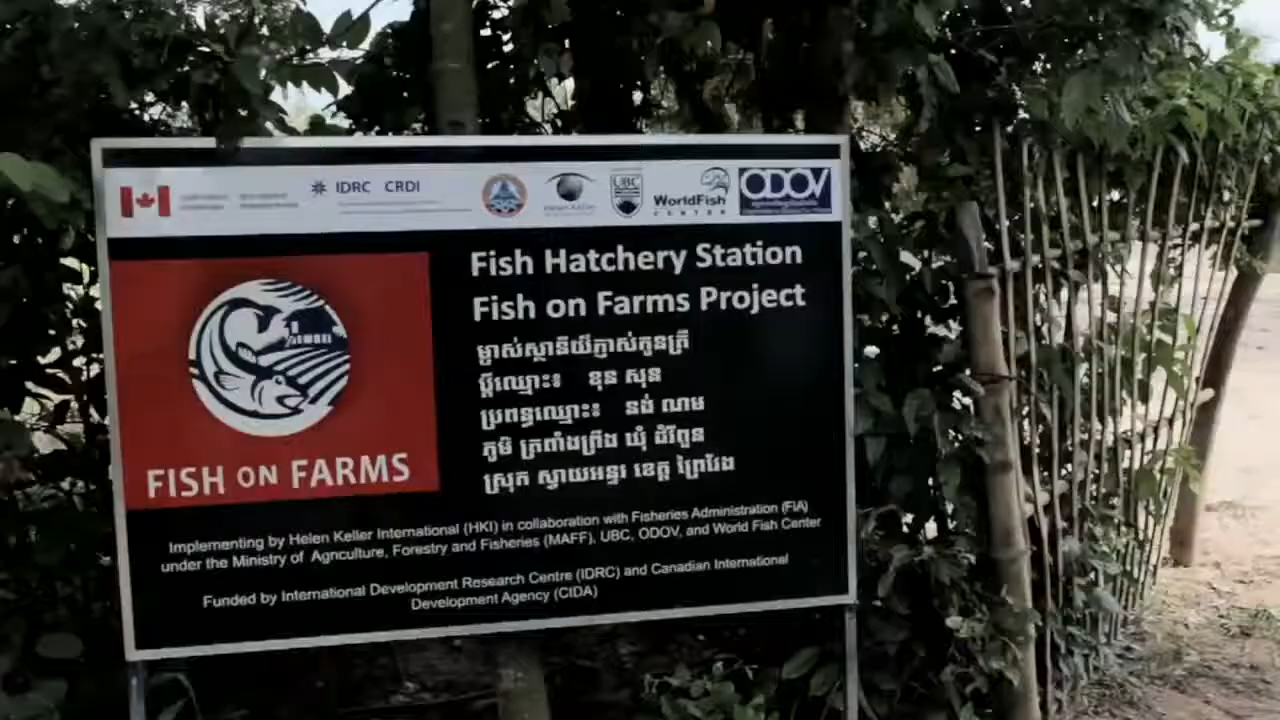 IDRC CRDI
UBC
WorldFish
CENTER
ODOV
Fish Hatchery Station
Fish on Farms Project
ម្ចាស់ស្ថានីយ៍ភ្ញាស់កូនត្រី
ប្តីឈ្មោះ៖ ខុន សុន
ប្រពន្ធឈ្មោះ៖ នង់ ណម
ភូមិ ត្រពាំងព្រីង ឃុំ ដំរីពួន
ស្រុក ស្វាយអន្ទរ ខេត្ត ព្រៃវែង
FISH ON FARMS
Implementing by Helen Keller International (HKI) in collaboration with Fisheries Administration (FiA)
under the Ministry of Agriculture, Forestry and Fisheries (MAFF), UBC, ODOV, and World Fish Center
Funded by International Development Research Centre (IDRC) and Canadian International
Development Agency (CIDA)